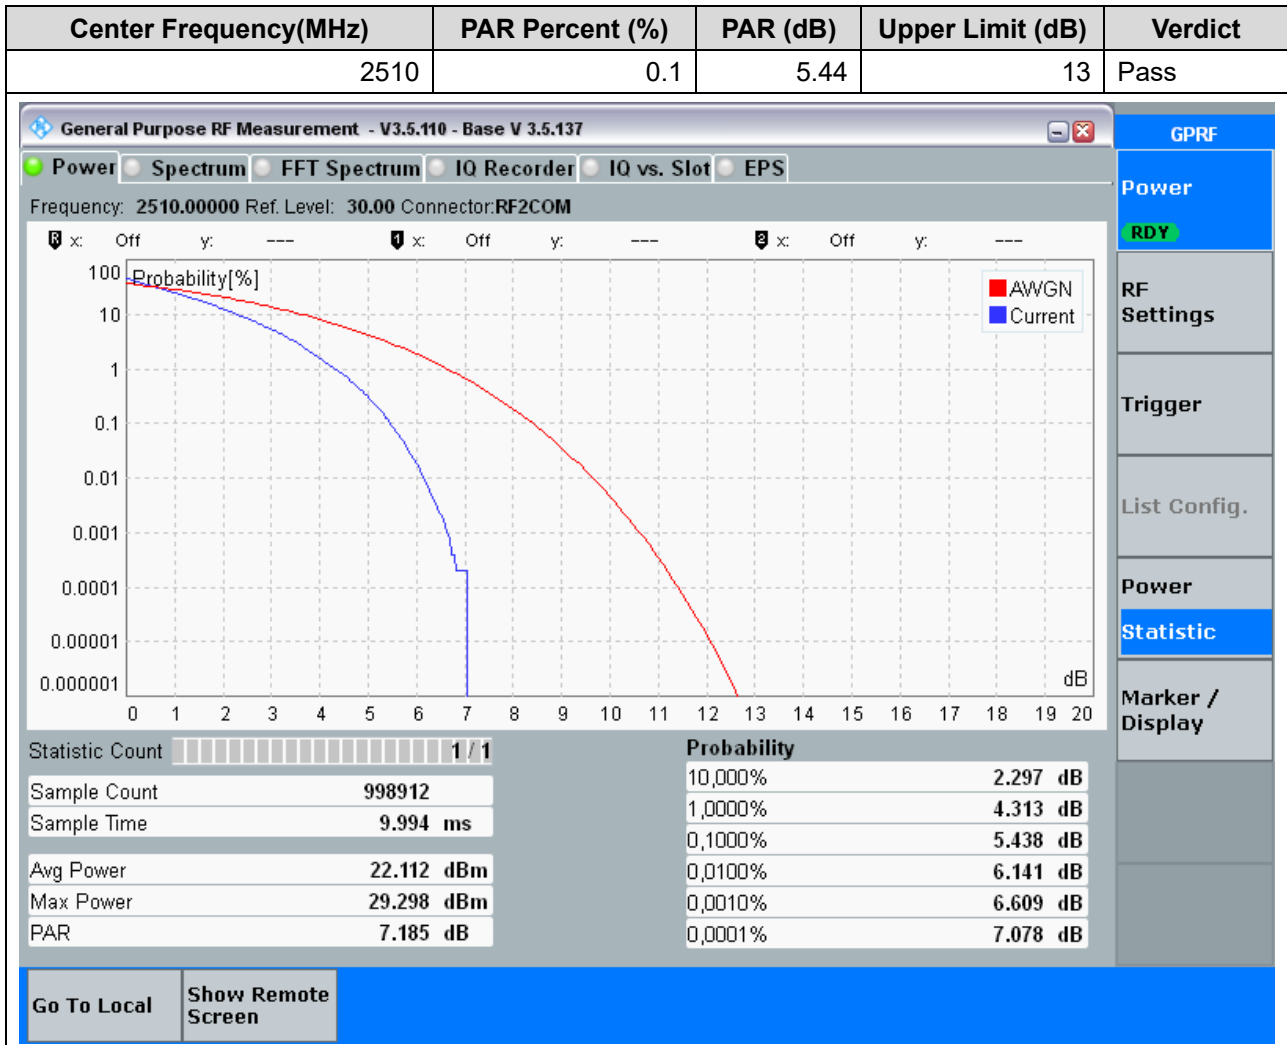 Center Frequency(MHz) PAR Percent (%) PAR (dB) Upper Limit (dB) Verdict
2510 0.1 5.44 13 Pass
General Purpose RF Measurement - V3.5.110 - Base V 3.5.137
GPRF
Power Spectrum FFT Spectrum IQ Recorder IQ vs. Slot EPS
Power
RDY
Frequency: 2510.00000 Ref. Level: 30.00 Connector:RF2COM
R x: Off y: --- 1 x: Off y: --- 2 x: Off y: ---
Probability[%]
100
10
1
0.1
0.01
0.001
0.0001
0.00001
0.000001
AWGN
Current
dB
0 1 2 3 4 5 6 7 8 9 10 11 12 13 14 15 16 17 18 19 20
RF
Settings
Trigger
List Config.
Power
Statistic
Marker /
Display
Statistic Count 1 / 1
Sample Count 998912
Sample Time 9.994 ms
Avg Power 22.112 dBm
Max Power 29.298 dBm
PAR 7.185 dB
Probability
10,000% 2.297 dB
1,0000% 4.313 dB
0,1000% 5.438 dB
0,0100% 6.141 dB
0,0010% 6.609 dB
0,0001% 7.078 dB
Go To Local
Show Remote
Screen